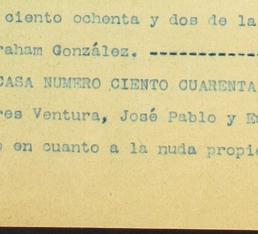 ciento ochenta y dos de la
raham González. -----------
CASA NUMERO CIENTO CUARENTA
res Ventura, José Pablo y E
en cuanto a la nuda propie